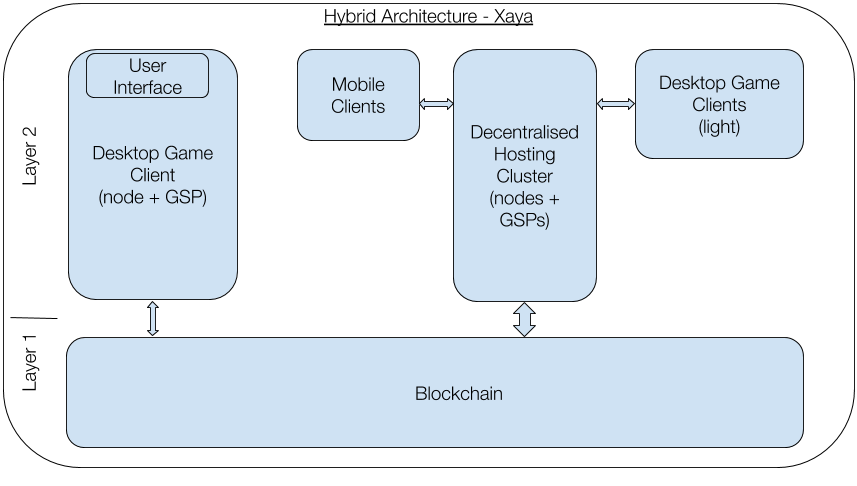 Hybrid Architecture - Xaya
Layer 2
User
Interface
Desktop Game
Client
(node + GSP)
Mobile
Clients
Decentralised
Hosting
Cluster
(nodes +
GSPs)
Desktop Game
Clients
(light)
Layer 1
Blockchain